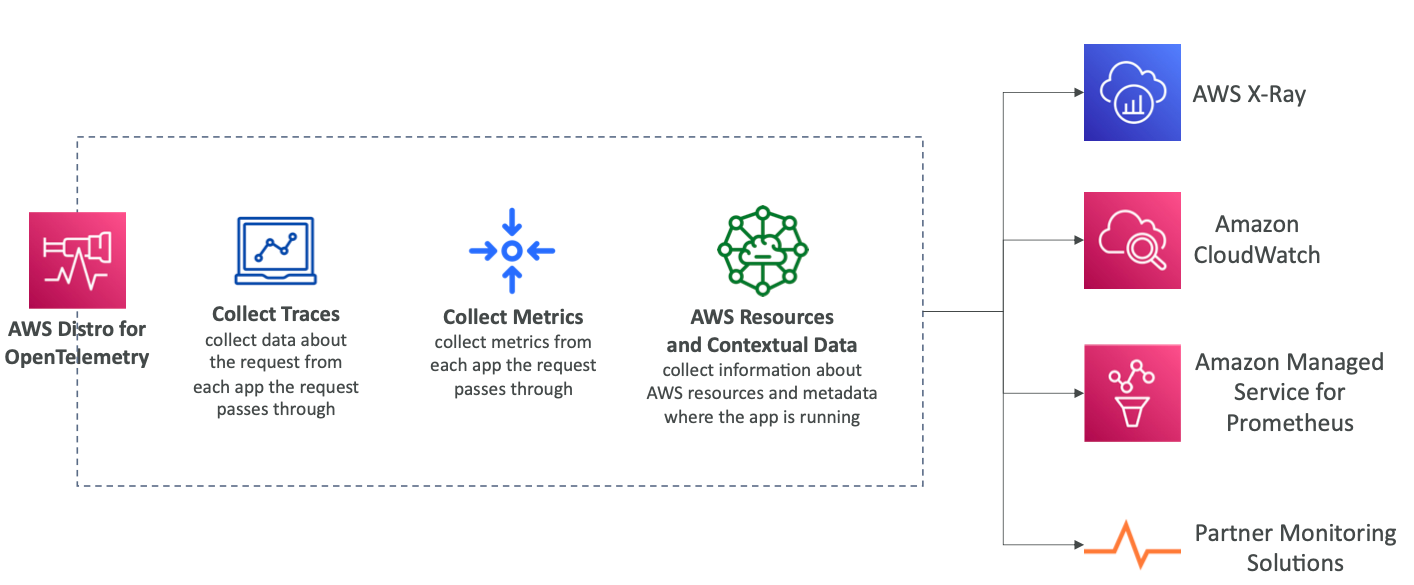 AWS Distro for
OpenTelemetry
Collect Traces
collect data about
the request from
each app the request
passes through
Collect Metrics
collect metrics from
each app the request
passes through
AWS Resources
and Contextual Data
collect information about
AWS resources and metadata
where the app is running
AWS X-Ray
Amazon
CloudWatch
Amazon Managed
Service for
Prometheus
Partner Monitoring
Solutions